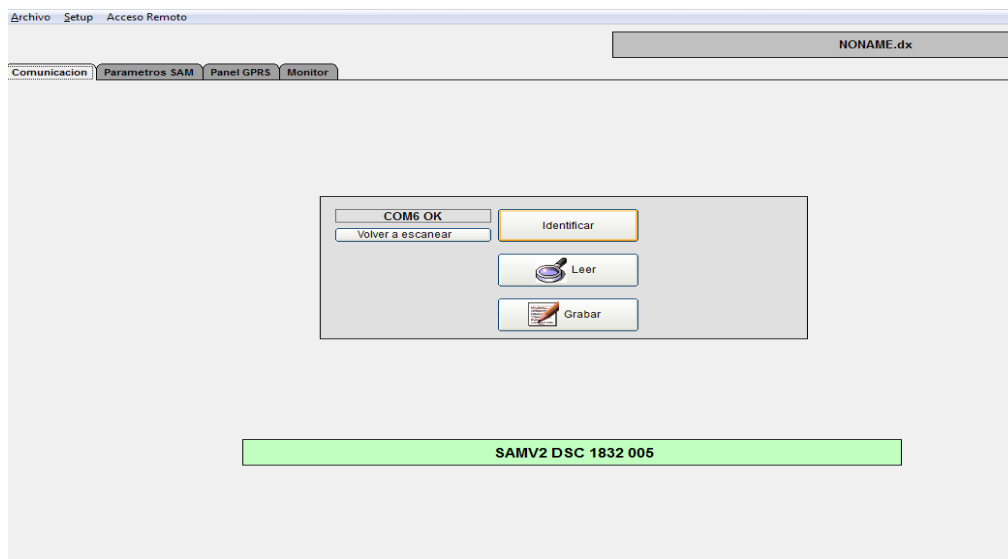 Archivo Setup Acceso Remoto
NONAME.dx
Comunicacion Parametros SAM Panel GPRS Monitor
COM6 OK
Identificar
Volver a escanear
Leer
Grabar
SAMV2 DSC 1832 005